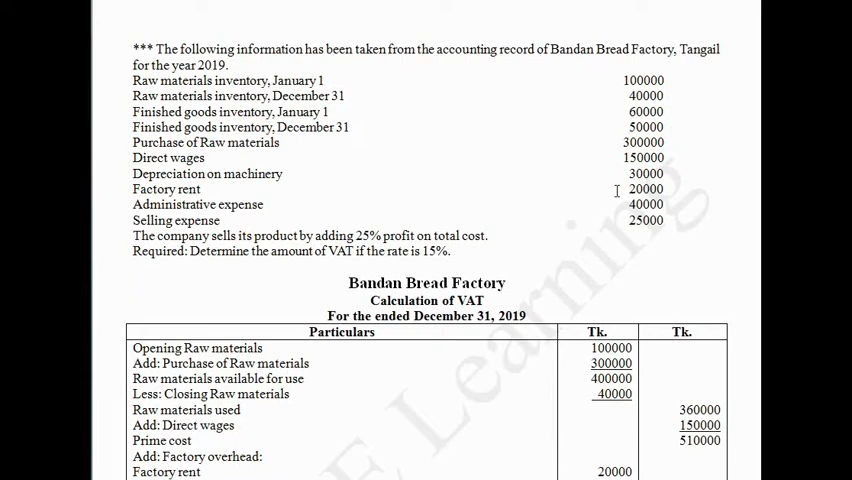 *** The following information has been taken from the accounting record of Bandan Bread Factory, Tangail
for the year 2019.
Raw materials inventory, January 1 100000
Raw materials inventory, December 31 40000
Finished goods inventory, January 1 60000
Finished goods inventory, December 31 50000
Purchase of Raw materials 300000
Direct wages 150000
Depreciation on machinery 30000
Factory rent 20000
Administrative expense 40000
Selling expense 25000
The company sells its product by adding 25% profit on total cost.
Required: Determine the amount of VAT if the rate is 15%.
Bandan Bread Factory
Calculation of VAT
For the ended December 31, 2019
Particulars Tk. Tk.
Opening Raw materials 100000
Add: Purchase of Raw materials 300000
Raw materials available for use 400000
Less: Closing Raw materials 40000
Raw materials used 360000
Add: Direct wages 150000
Prime cost 510000
Add: Factory overhead:
Factory rent 20000
E Learning